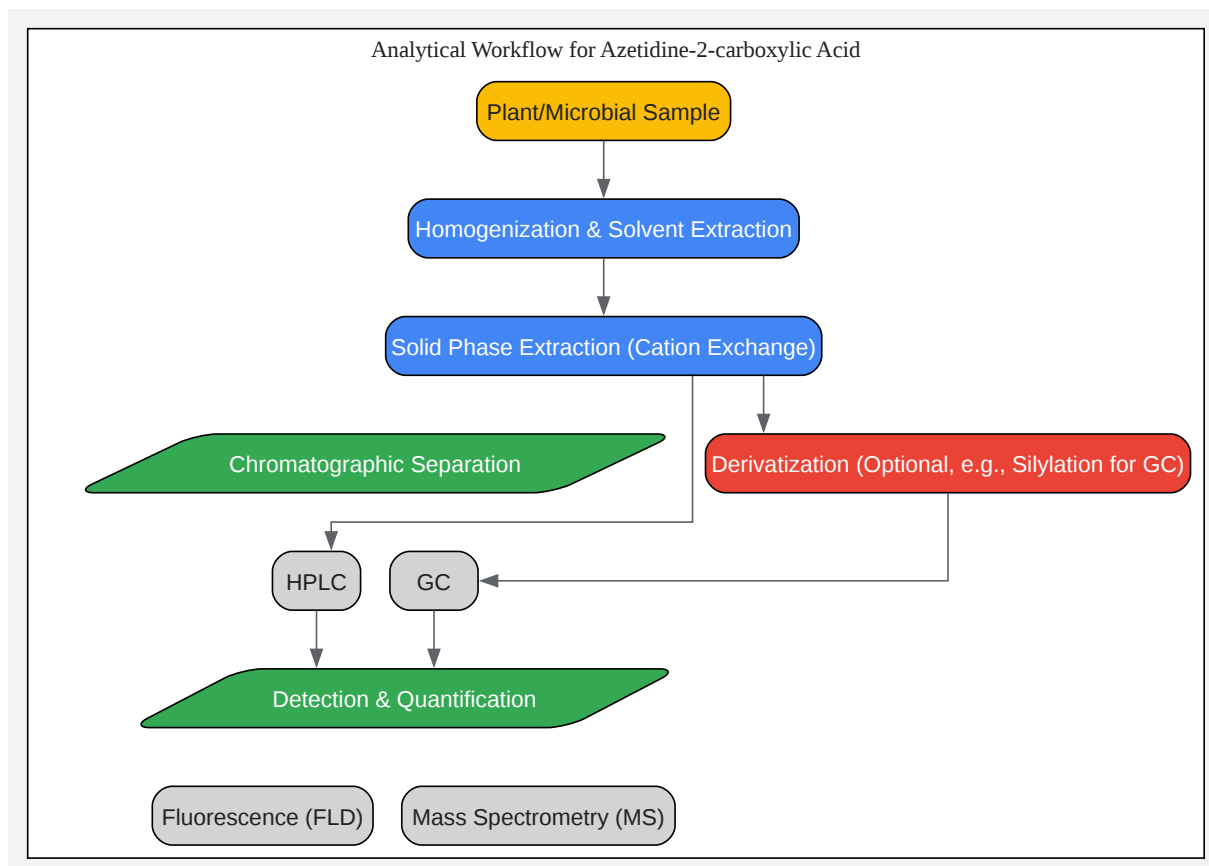 Analytical Workflow for Azetidine-2-carboxylic Acid
Plant/Microbial Sample
Homogenization & Solvent Extraction
Solid Phase Extraction (Cation Exchange)
Chromatographic Separation
Derivatization (Optional, e.g., Silylation for GC)
HPLC
GC
Detection & Quantification
Fluorescence (FLD)
Mass Spectrometry (MS)